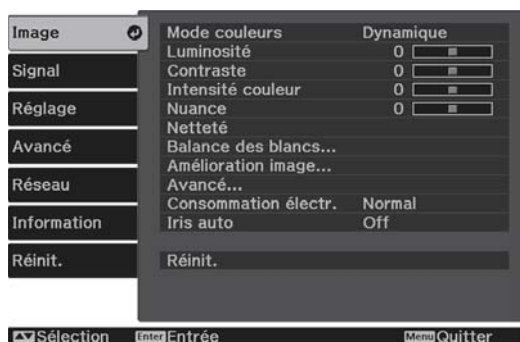 Image
Signal
Réglage
Avancé
Réseau
Information
Réinit.
Mode couleurs Dynamique
Luminosité 0
Contraste 0
Intensité couleur 0
Nuance 0
Netteté
Balance des blancs...
Amélioration image...
Avancé...
Consommation électr. Normal
Iris auto Off
Réinit.
Sélection Enter Entrée Menu Quitter